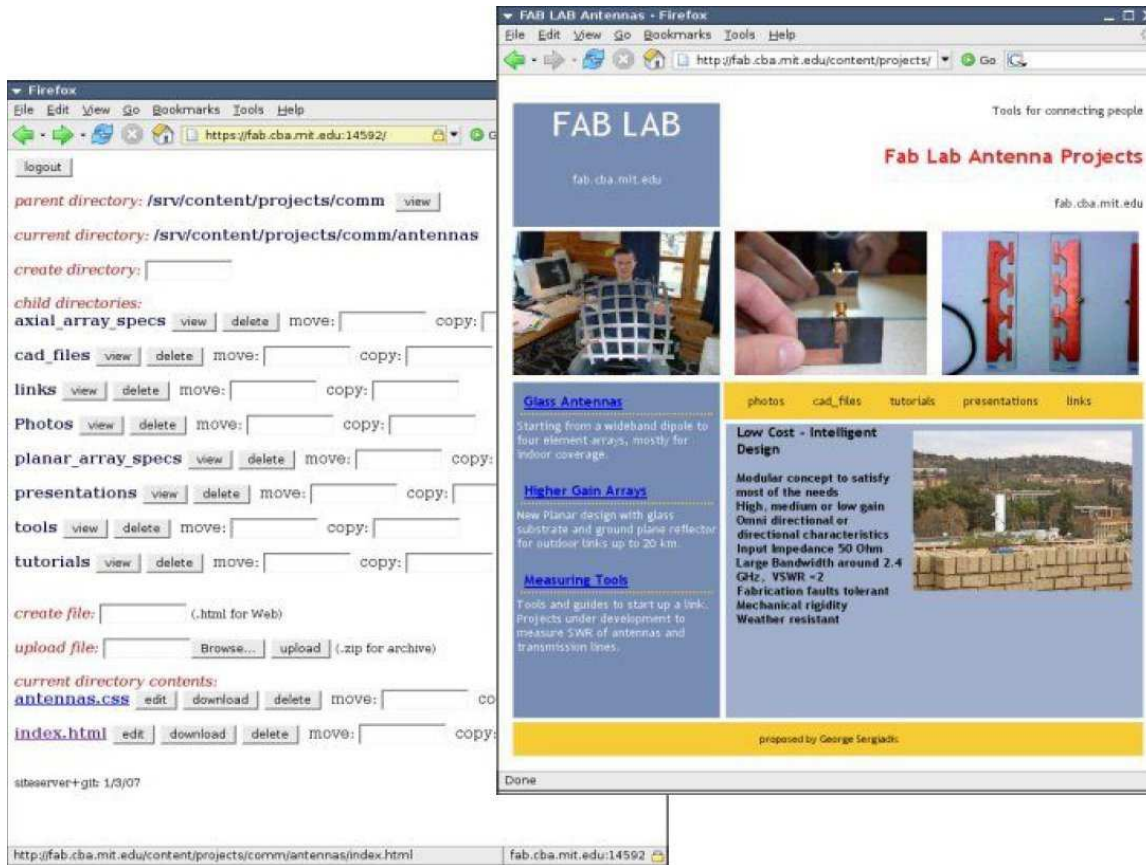 Firefox
File Edit View Go Bookmarks Tools Help
https://fab.cba.mit.edu:14592/
logout
parent directory: /srv/content/projects/comm view
current directory: /srv/content/projects/comm/antennas
create directory:
child directories:
axial_array_specs view delete move: copy:
cad_files view delete move: copy:
links view delete move: copy:
Photos view delete move: copy:
planar_array_specs view delete move: copy:
presentations view delete move: copy:
tools view delete move: copy:
tutorials view delete move: copy:
create file: (.html for Web)
upload file: Browse... upload (.zip for archive)
current directory contents:
antennas.css edit download delete move: co
index.html edit download delete move: copy:
siteserver+git: 1/3/07
http://fab.cba.mit.edu/content/projects/comm/antennas/index.html fab.cba.mit.edu:14592
FAB LAB Antennas - Firefox
File Edit View Go Bookmarks Tools Help
http://fab.cba.mit.edu/content/projects/ Go
FAB LAB
fab.cba.mit.edu
Tools for connecting people
Fab Lab Antenna Projects
fab.cba.mit.edu
Glass Antennas
Starting from a wideband dipole to
four element arrays, mostly for
indoor coverage.
Higher Gain Arrays
New Planar design with glass
substrate and ground plane reflector
for outdoor links up to 20 km.
Measuring Tools
Tools and guides to start up a link.
Projects under development to
measure SWR of antennas and
transmission lines.
photos cad_files tutorials presentations links
Low Cost - Intelligent
Design
Modular concept to satisfy
most of the needs
High, medium or low gain
Omni directional or
directional characteristics
Input Impedance 50 Ohm
Large Bandwidth around 2.4
GHz, VSWR <2
Fabrication faults tolerant
Mechanical rigidity
Weather resistant
proposed by George Sergiadis
Done